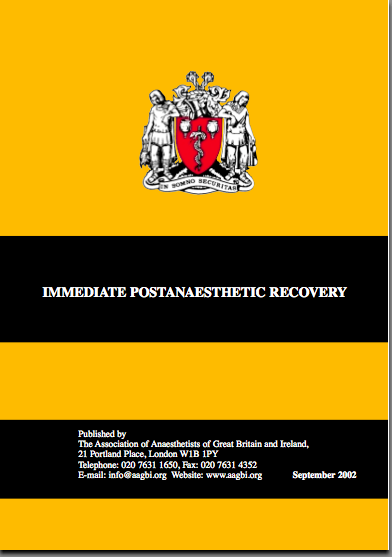 IN SOMNO SECURITAS
IMMEDIATE POSTANAESTHETIC RECOVERY
Published by
The Association of Anaesthetists of Great Britain and Ireland,
21 Portland Place, London W1B 1PY
Telephone: 020 7631 1650, Fax: 020 7631 4352
E-mail: info@aagbi.org Website: www.aagbi.org September 2002